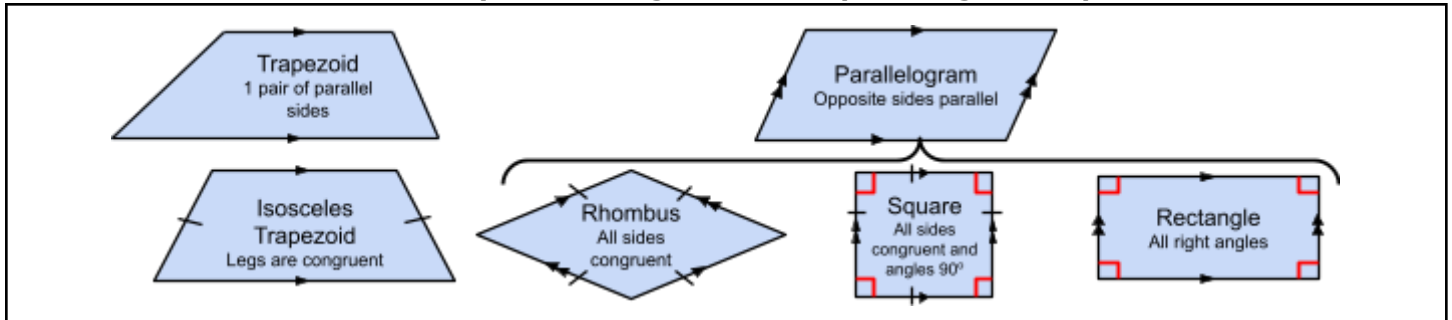 Trapezoid
1 pair of parallel
sides
Parallelogram
Opposite sides parallel
Isosceles
Trapezoid
Legs are congruent
Rhombus
All sides
congruent
Square
All sides
congruent and
angles 90º
Rectangle
All right angles